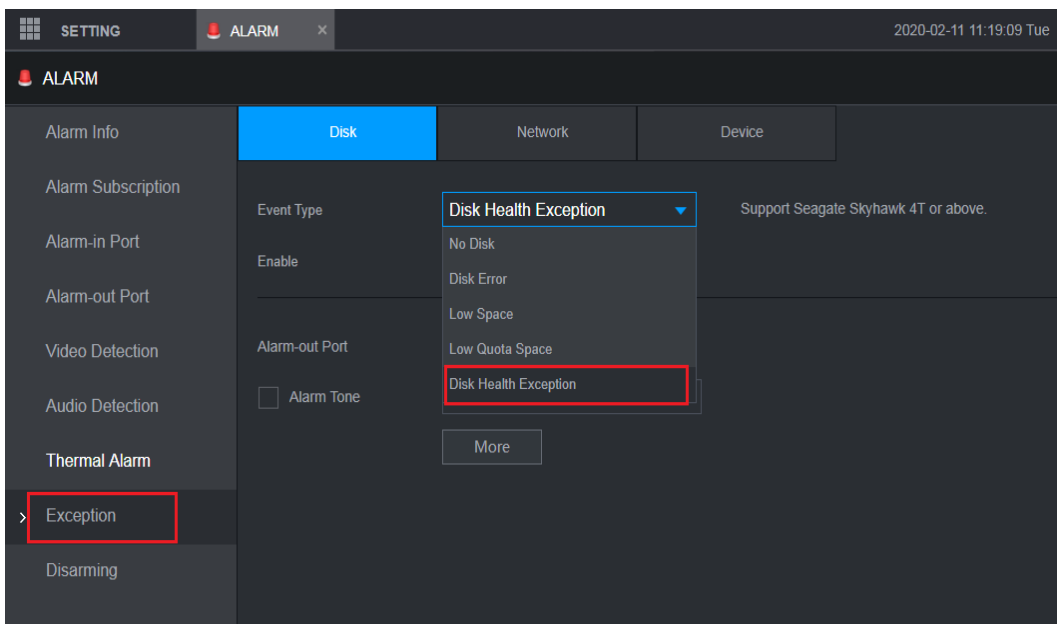 SETTING
ALARM ×
2020-02-11 11:19:09 Tue
ALARM
Alarm Info
Alarm Subscription
Alarm-in Port
Alarm-out Port
Video Detection
Audio Detection
Thermal Alarm
Exception
Disarming
Disk
Network
Device
Event Type
Disk Health Exception
Support Seagate Skyhawk 4T or above.
No Disk
Disk Error
Low Space
Low Quota Space
Disk Health Exception
Enable
Alarm-out Port
Alarm Tone
More